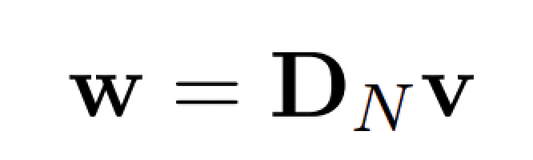 w = D_N v